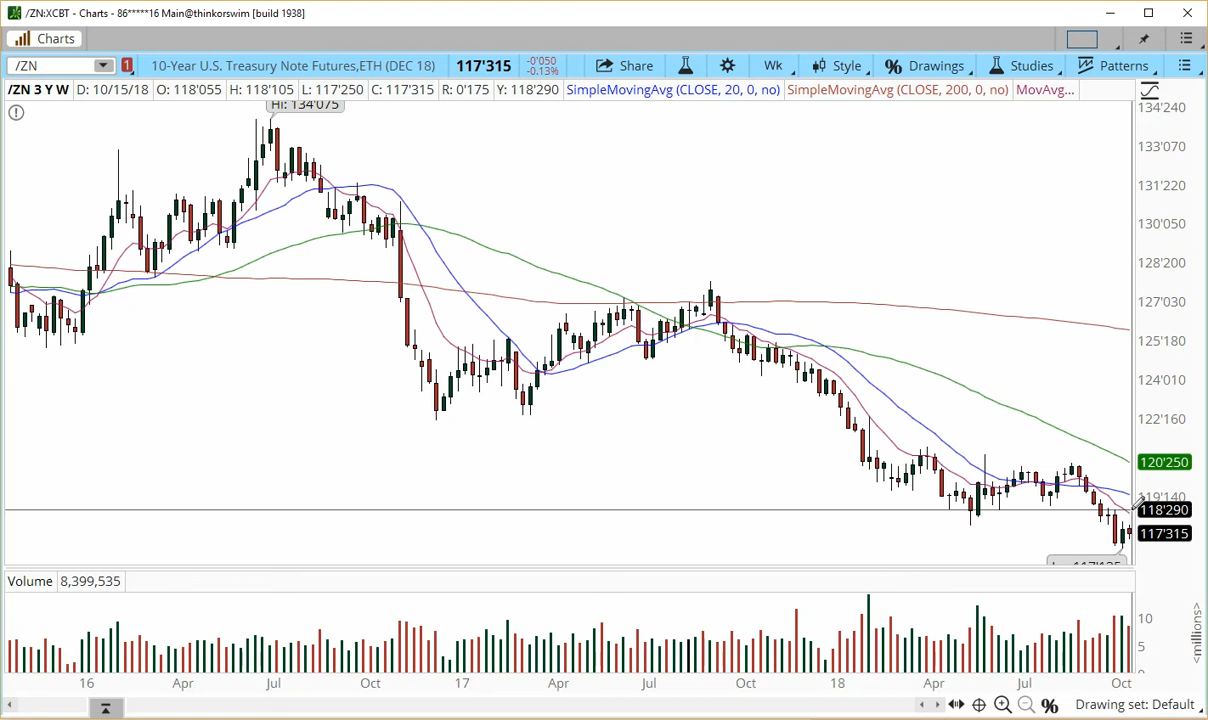 /ZN:XCBT - Charts - 86*****16 Main@thinkorswim [build 1938]
Charts
/ZN 1 10-Year U.S. Treasury Note Futures,ETH (DEC 18) 117'315 -0'050 -0.13% Share Wk Style % Drawings Studies Patterns
/ZN 3 Y W D: 10/15/18 O: 118'055 H: 118'105 L: 117'250 C: 117'315 R: 0'175 Y: 118'290 SimpleMovingAvg (CLOSE, 20, 0, no) SimpleMovingAvg (CLOSE, 200, 0, no) MovAvg...
Hi: 134'075
134'240
133'070
131'220
130'050
128'200
127'030
125'180
124'010
122'160
120'250
119'140
118'290
117'315
Volume 8,399,535
10
5
0
<millions>
16 Apr Jul Oct 17 Apr Jul Oct 18 Apr Jul Oct
% Drawing set: Default